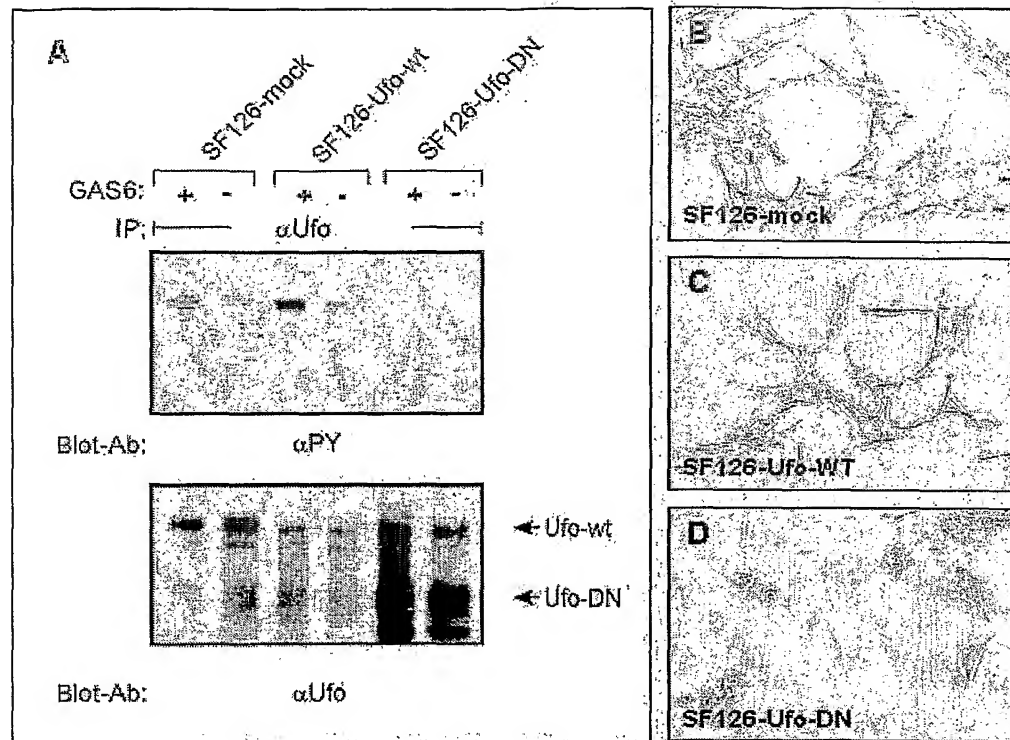 A
SF126-mock
SF126-Ufo-wt
SF126-Ufo-DN
GAS6: + - + - + -
IP: αUfo
Blot-Ab: αPY
Ufo-wt
Ufo-DN
Blot-Ab: αUfo
B
SF126-mock
C
SF126-Ufo-WT
D
SF126-Ufo-DN